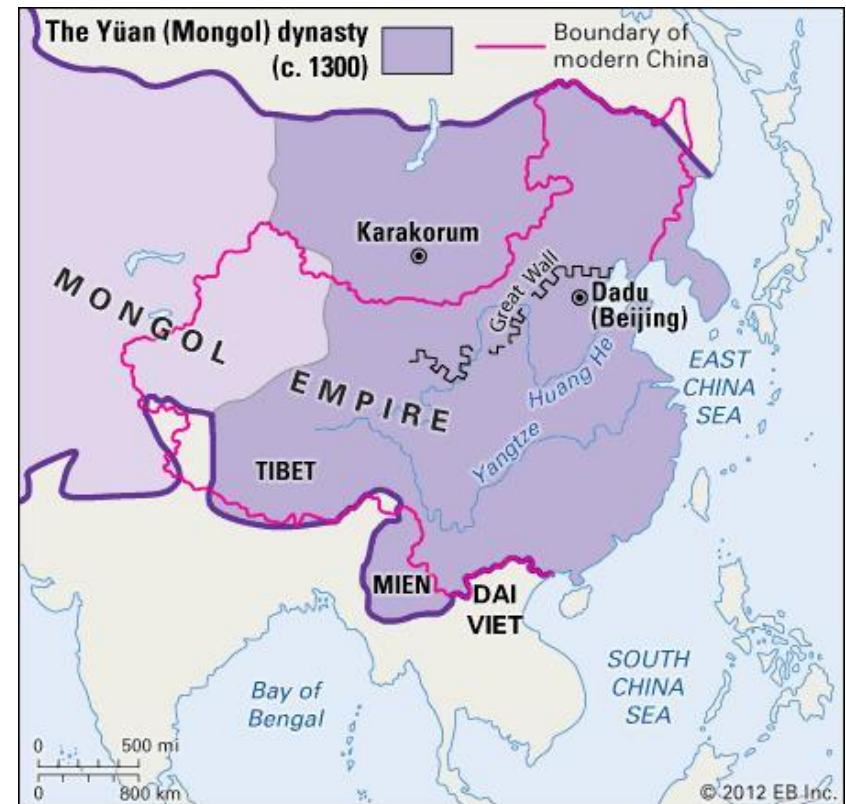 The Yüan (Mongol) dynasty
(c. 1300)
Boundary of
modern China
Karakorum
Great Wall
Dadu
(Beijing)
MONGOL
EMPIRE
Huang He
EAST
CHINA
SEA
Yangtze
TIBET
MIEN
DAI
VIET
SOUTH
CHINA
SEA
Bay of
Bengal
0 500 mi
0 800 km
© 2012 EB Inc.